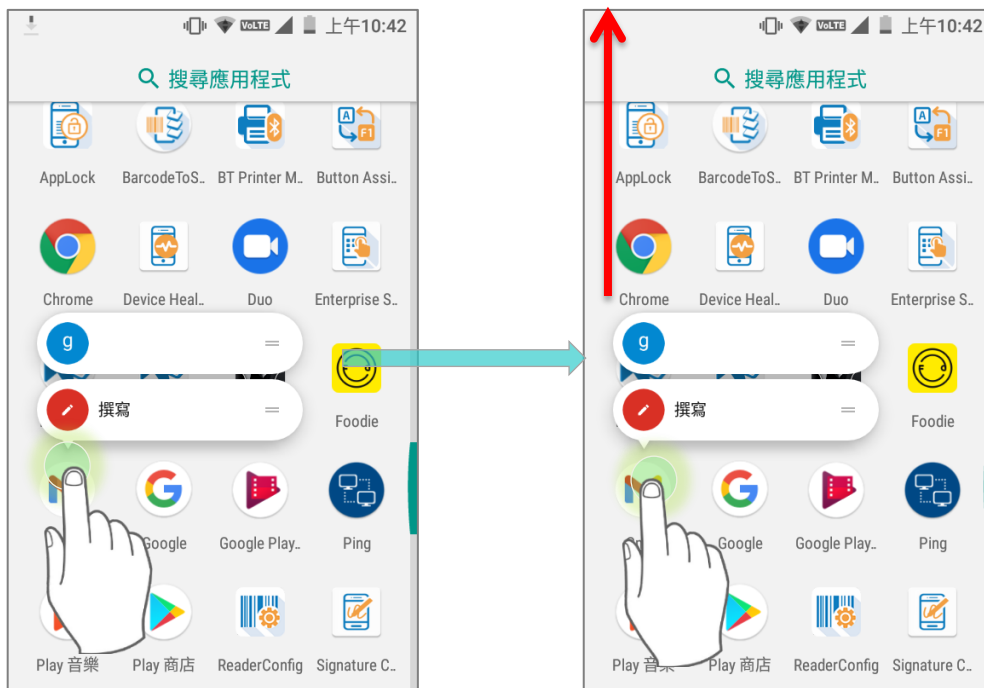 VoLTE 上午10:42
搜尋應用程式
AppLock BarcodeToS.. BT Printer M.. Button Assi..
Chrome Device Heal.. Duo Enterprise S..
g
撰寫
Foodie
Google Google Play.. Ping
Play 音樂 Play 商店 ReaderConfig Signature C..
VoLTE 上午10:42
搜尋應用程式
AppLock BarcodeToS.. BT Printer M.. Button Assi..
Chrome Device Heal.. Duo Enterprise S..
g
撰寫
Foodie
Google Google Play.. Ping
Play 音樂 Play 商店 ReaderConfig Signature C..